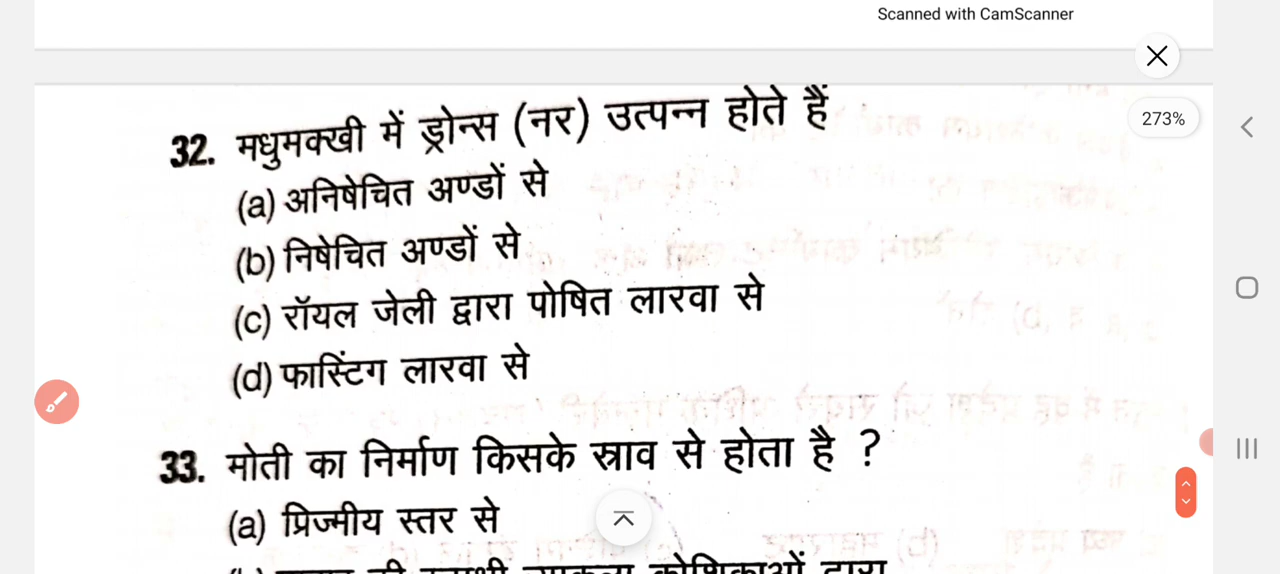 Scanned with CamScanner
273%
32. मधुमक्खी में ड्रोन्स (नर) उत्पन्न होते हैं
(a) अनिषेचित अण्डों से
(b) निषेचित अण्डों से
(c) रॉयल जेली द्वारा पोषित लारवा से
(d) फास्टिंग लारवा से
33. मोती का निर्माण किसके स्राव से होता है ?
(a) प्रिज्मीय स्तर से
कोशिकाओं द्वारा